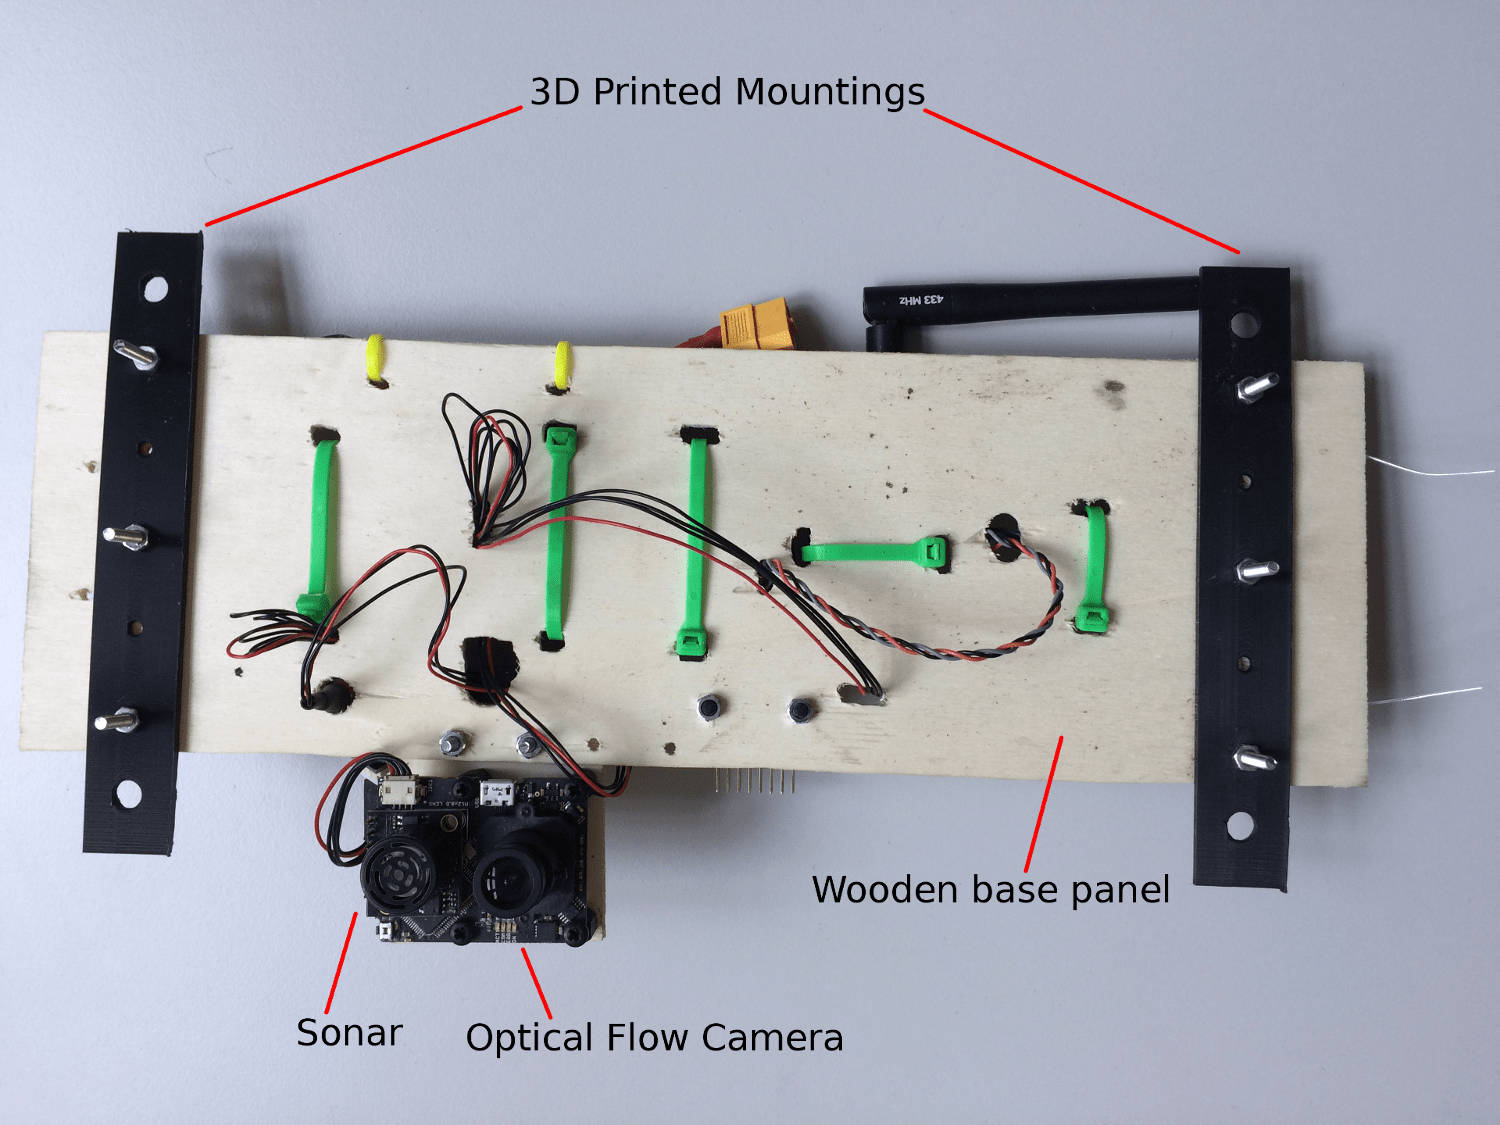 3D Printed Mountings
433 MHz
Wooden base panel
Sonar
Optical Flow Camera